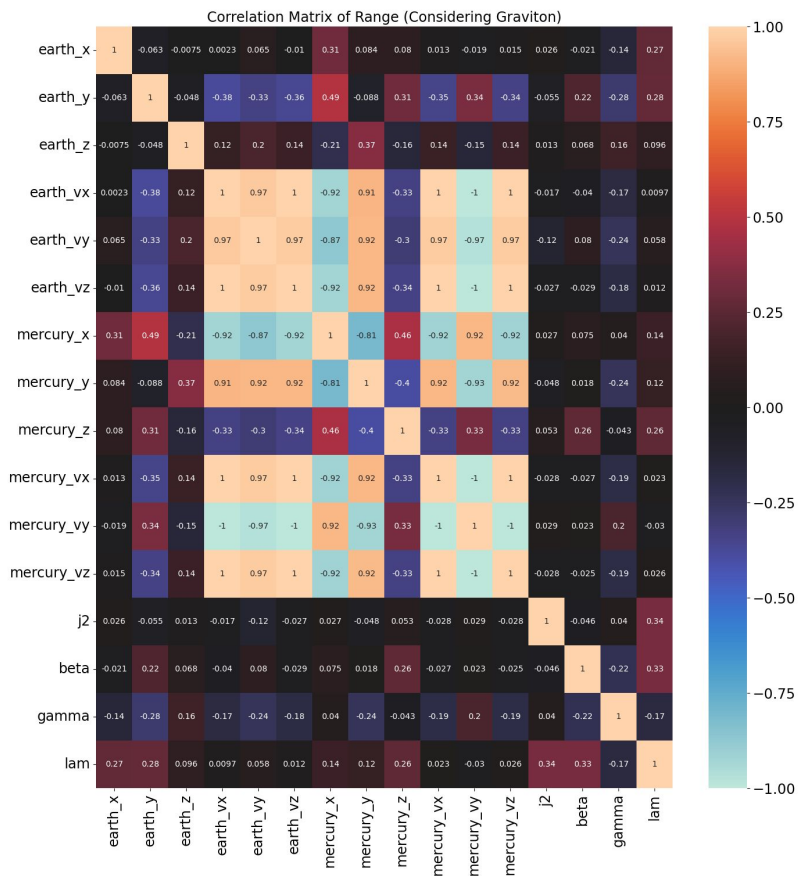 Correlation Matrix of Range (Considering Graviton)
earth_x 1 -0.063 -0.0075 0.0023 0.065 -0.01 0.31 0.084 0.08 0.013 -0.019 0.015 0.026 -0.021 -0.14 0.27
earth_y -0.063 1 -0.048 -0.38 -0.33 -0.36 0.49 -0.088 0.31 -0.35 0.34 -0.34 -0.055 0.22 -0.28 0.28
earth_z -0.0075 -0.048 1 0.12 0.2 0.14 -0.21 0.37 -0.16 0.14 -0.15 0.14 0.013 0.068 0.16 0.096
earth_vx 0.0023 -0.38 0.12 1 0.97 1 -0.92 0.91 -0.33 1 -1 1 -0.017 -0.04 -0.17 0.0097
earth_vy 0.065 -0.33 0.2 0.97 1 0.97 -0.87 0.92 -0.3 0.97 -0.97 0.97 -0.12 0.08 -0.24 0.058
earth_vz -0.01 -0.36 0.14 1 0.97 1 -0.92 0.92 -0.34 1 -1 1 -0.027 -0.029 -0.18 0.012
mercury_x 0.31 0.49 -0.21 -0.92 -0.87 -0.92 1 -0.81 0.46 -0.92 0.92 -0.92 0.027 0.075 0.04 0.14
mercury_y 0.084 -0.088 0.37 0.91 0.92 0.92 -0.81 1 -0.4 0.92 -0.93 0.92 -0.048 0.018 -0.24 0.12
mercury_z 0.08 0.31 -0.16 -0.33 -0.3 -0.34 0.46 -0.4 1 -0.33 0.33 -0.33 0.053 0.26 -0.043 0.26
mercury_vx 0.013 -0.35 0.14 1 0.97 1 -0.92 0.92 -0.33 1 -1 1 -0.028 -0.027 -0.19 0.023
mercury_vy -0.019 0.34 -0.15 -1 -0.97 -1 0.92 -0.93 0.33 -1 1 -1 0.029 0.023 0.2 -0.03
mercury_vz 0.015 -0.34 0.14 1 0.97 1 -0.92 0.92 -0.33 1 -1 1 -0.028 -0.025 -0.19 0.026
j2 0.026 -0.055 0.013 -0.017 -0.12 -0.027 0.027 -0.048 0.053 -0.028 0.029 -0.028 1 -0.046 0.04 0.34
beta -0.021 0.22 0.068 -0.04 0.08 -0.029 0.075 0.018 0.26 -0.027 0.023 -0.025 -0.046 1 -0.22 0.33
gamma -0.14 -0.28 0.16 -0.17 -0.24 -0.18 0.04 -0.24 -0.043 -0.19 0.2 -0.19 0.04 -0.22 1 -0.17
lam 0.27 0.28 0.096 0.0097 0.058 0.012 0.14 0.12 0.26 0.023 -0.03 0.026 0.34 0.33 -0.17 1
earth_x earth_y earth_z earth_vx earth_vy earth_vz mercury_x mercury_y mercury_z mercury_vx mercury_vy mercury_vz j2 beta gamma lam
1.00
0.75
0.50
0.25
0.00
−0.25
−0.50
−0.75
−1.00